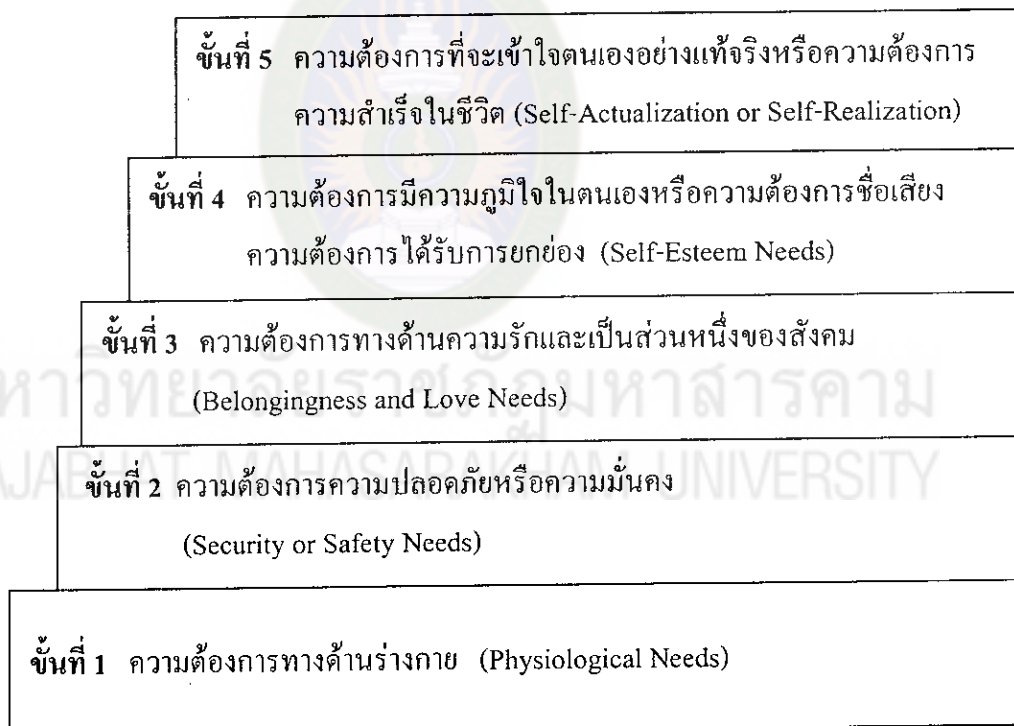 ขั้นที่ 5 ความต้องการที่จะเข้าใจตนเองอย่างแท้จริงหรือความต้องการ
ความสำเร็จในชีวิต (Self-Actualization or Self-Realization)
ขั้นที่ 4 ความต้องการมีความภูมิใจในตนเองหรือความต้องการชื่อเสียง
ความต้องการได้รับการยกย่อง (Self-Esteem Needs)
ขั้นที่ 3 ความต้องการทางด้านความรักและเป็นส่วนหนึ่งของสังคม
(Belongingness and Love Needs)
ขั้นที่ 2 ความต้องการความปลอดภัยหรือความมั่นคง
(Security or Safety Needs)
ขั้นที่ 1 ความต้องการทางด้านร่างกาย (Physiological Needs)